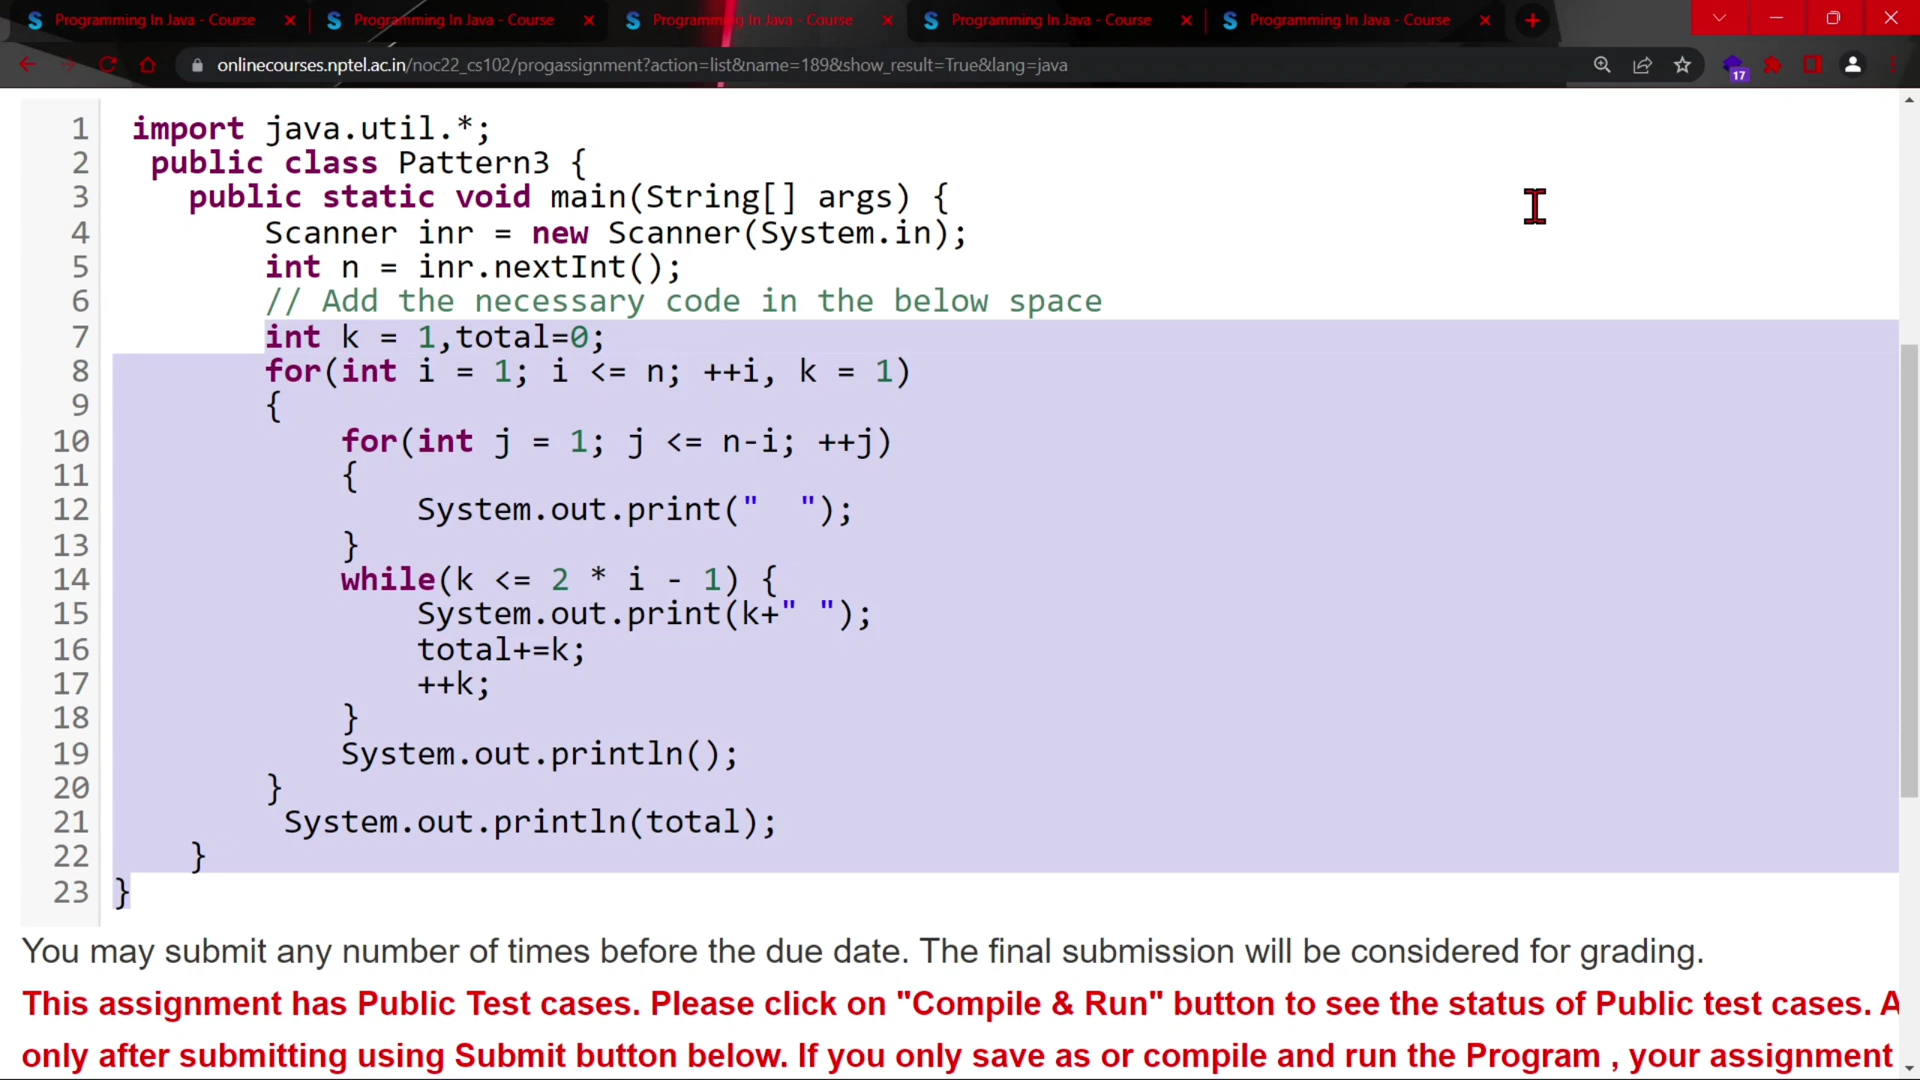 Programming In Java - Course
Programming In Java - Course
Programming In Java - Course
Programming In Java - Course
Programming In Java - Course
onlinecourses.nptel.ac.in/noc22_cs102/progassignment?action=list&name=189&show_result=True&lang=java
17
1 import java.util.*;
2 public class Pattern3 {
3 public static void main(String[] args) {
4 Scanner inr = new Scanner(System.in);
5 int n = inr.nextInt();
6 // Add the necessary code in the below space
7 int k = 1,total=0;
8 for(int i = 1; i <= n; ++i, k = 1)
9 {
10 for(int j = 1; j <= n-i; ++j)
11 {
12 System.out.print("  ");
13 }
14 while(k <= 2 * i - 1) {
15 System.out.print(k+" ");
16 total+=k;
17 ++k;
18 }
19 System.out.println();
20 }
21 System.out.println(total);
22 }
23 }
You may submit any number of times before the due date. The final submission will be considered for grading.
This assignment has Public Test cases. Please click on "Compile & Run" button to see the status of Public test cases. A
only after submitting using Submit button below. If you only save as or compile and run the Program , your assignment